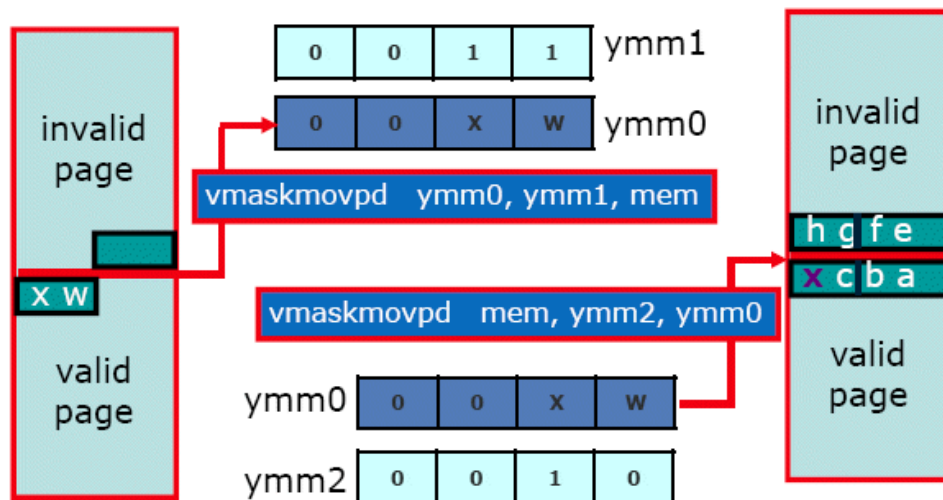 invalid
page
x w
valid
page
0 0 1 1 ymm1
0 0 X W ymm0
vmaskmovpd ymm0, ymm1, mem
vmaskmovpd mem, ymm2, ymm0
ymm0 0 0 X W
ymm2 0 0 1 0
invalid
page
h g f e
x c b a
valid
page